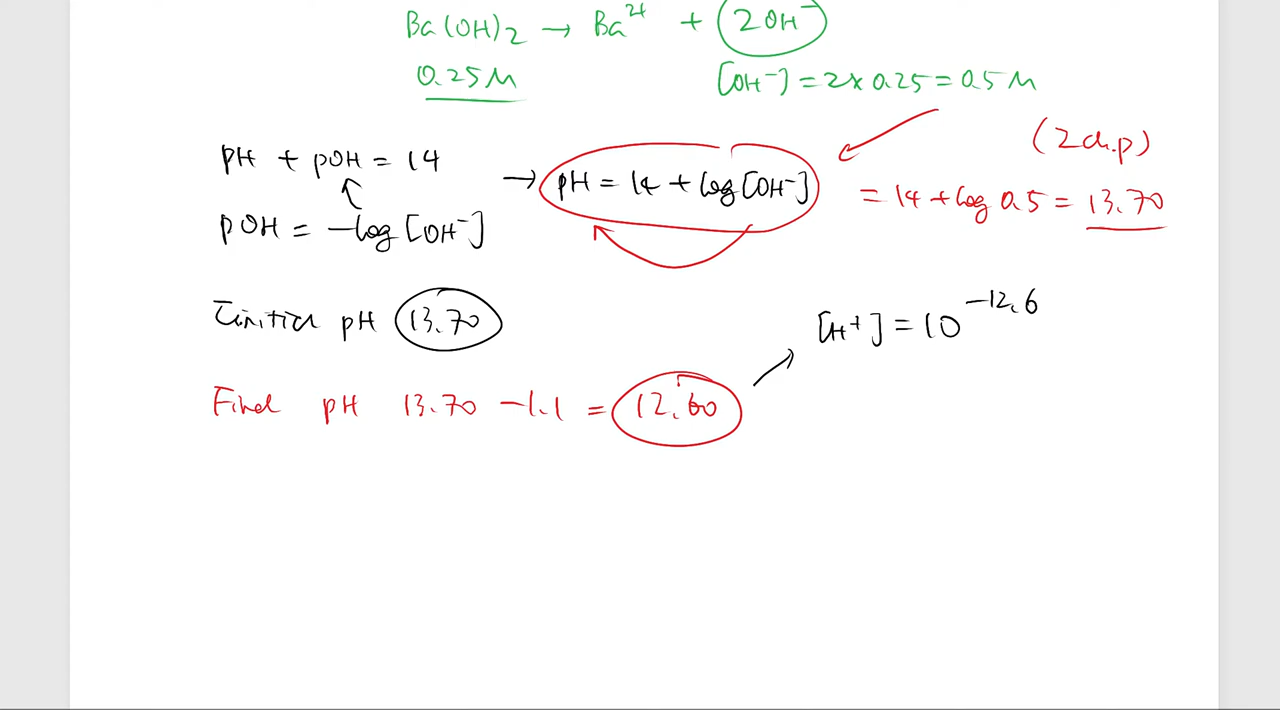 Ba(OH)₂ → Ba²⁺ + 2OH⁻
0.25M
[OH⁻] = 2 × 0.25 = 0.5 M
(2d.p)
pH + pOH = 14
→ pH = 14 + log[OH⁻]
= 14 + log 0.5 = 13.70
pOH = -log[OH⁻]
Initial pH 13.70
[H+] = 10^-12.6
Final pH 13.70 - 1.1 = 12.60